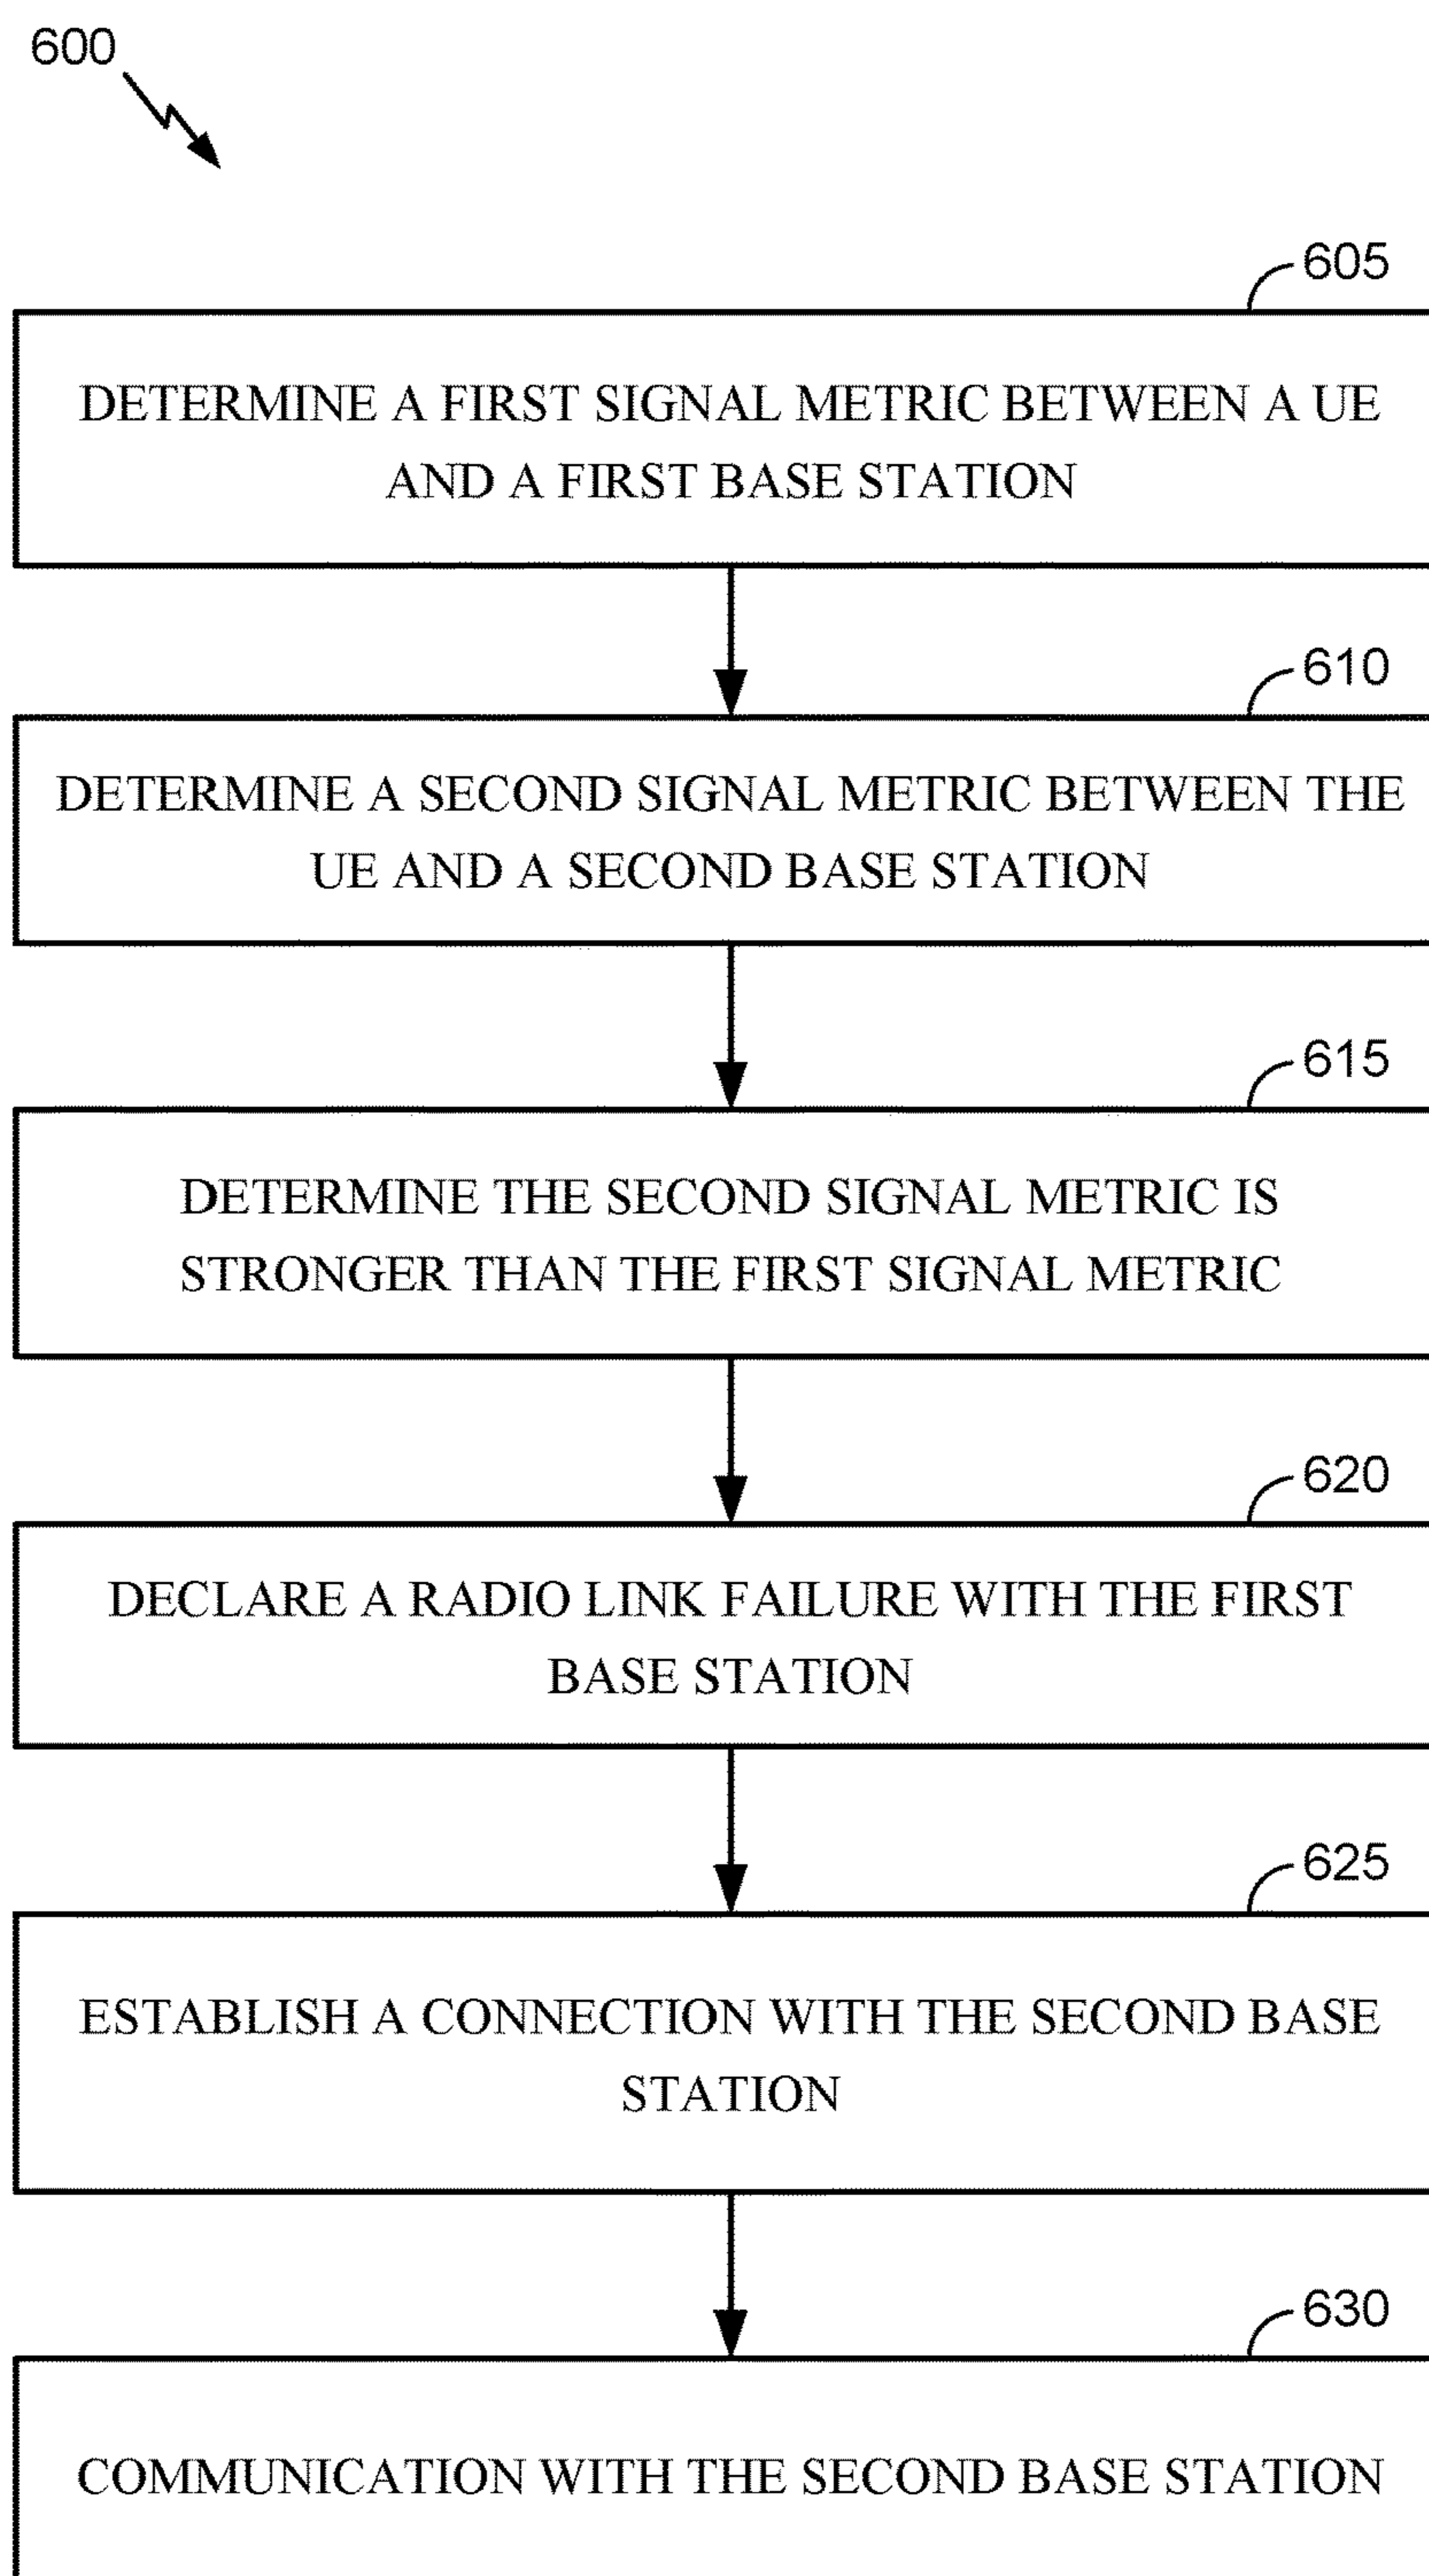 600
605
DETERMINE A FIRST SIGNAL METRIC BETWEEN A UE
AND A FIRST BASE STATION
610
DETERMINE A SECOND SIGNAL METRIC BETWEEN THE
UE AND A SECOND BASE STATION
615
DETERMINE THE SECOND SIGNAL METRIC IS
STRONGER THAN THE FIRST SIGNAL METRIC
620
DECLARE A RADIO LINK FAILURE WITH THE FIRST
BASE STATION
625
ESTABLISH A CONNECTION WITH THE SECOND BASE
STATION
630
COMMUNICATION WITH THE SECOND BASE STATION